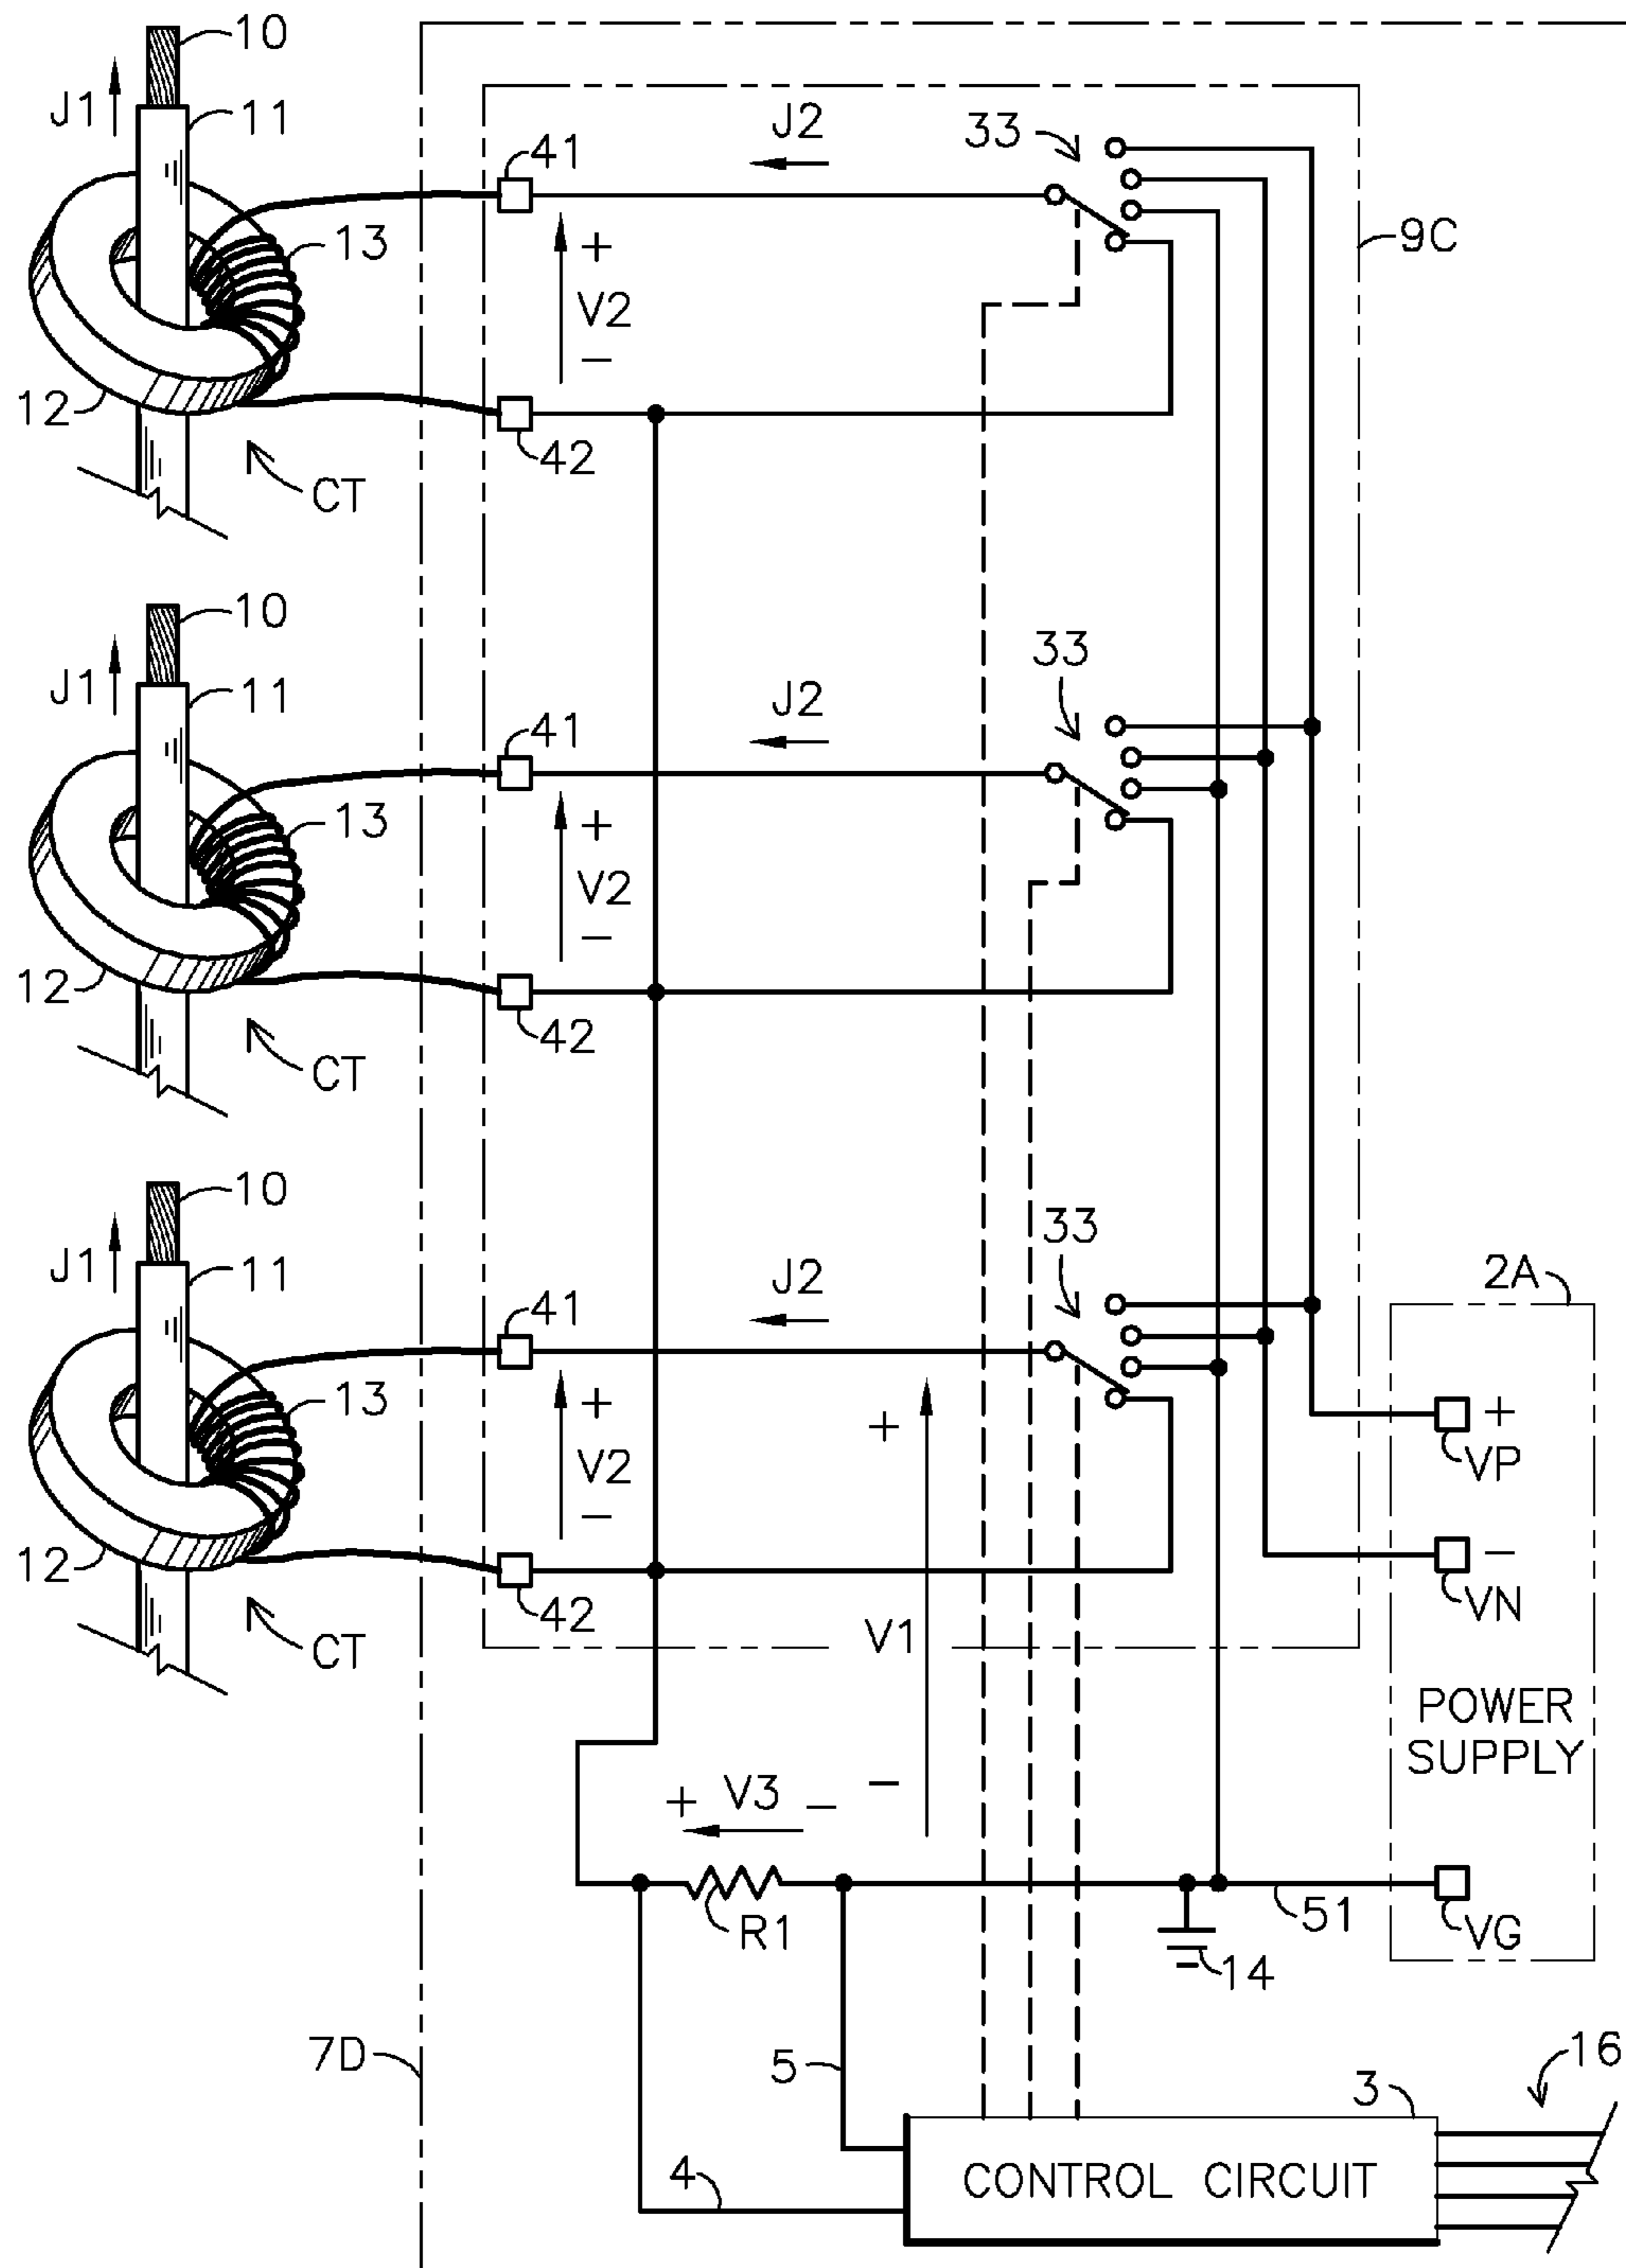 10
J1
11
J2
33
41
9C
13
+
V2
−
12
42
CT
10
J1
11
33
J2
41
13
+
V2
−
12
42
CT
10
J1
11
33
J2
2A
41
13
+
V2
−
+
V1
−
+
VP
−
VN
12
42
CT
POWER
SUPPLY
+ V3 −
R1
51
VG
14
7D
5
16
3
4
CONTROL CIRCUIT